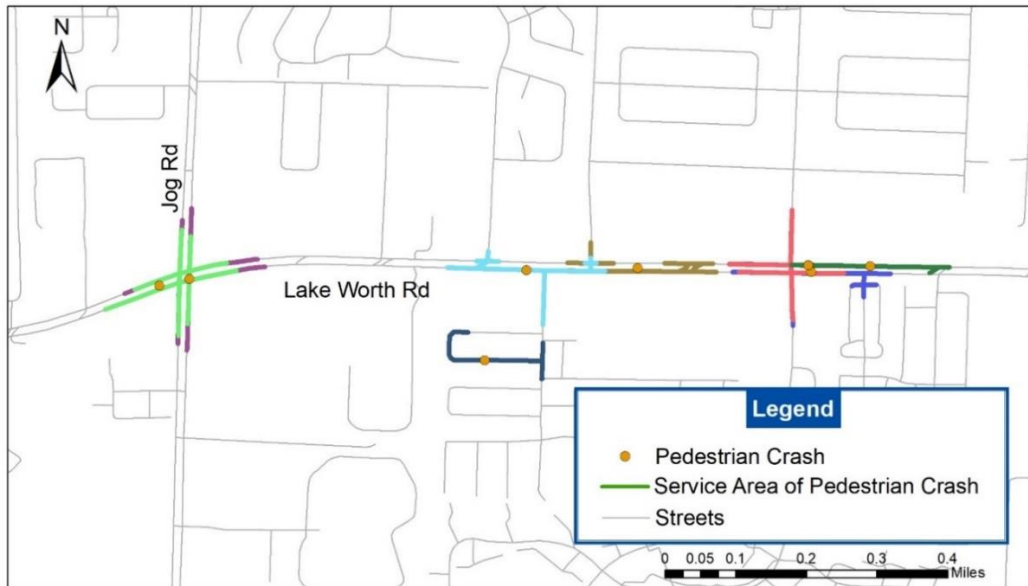 N
Jog Rd
Lake Worth Rd
Legend
Pedestrian Crash
Service Area of Pedestrian Crash
Streets
0 0.05 0.1 0.2 0.3 0.4
Miles